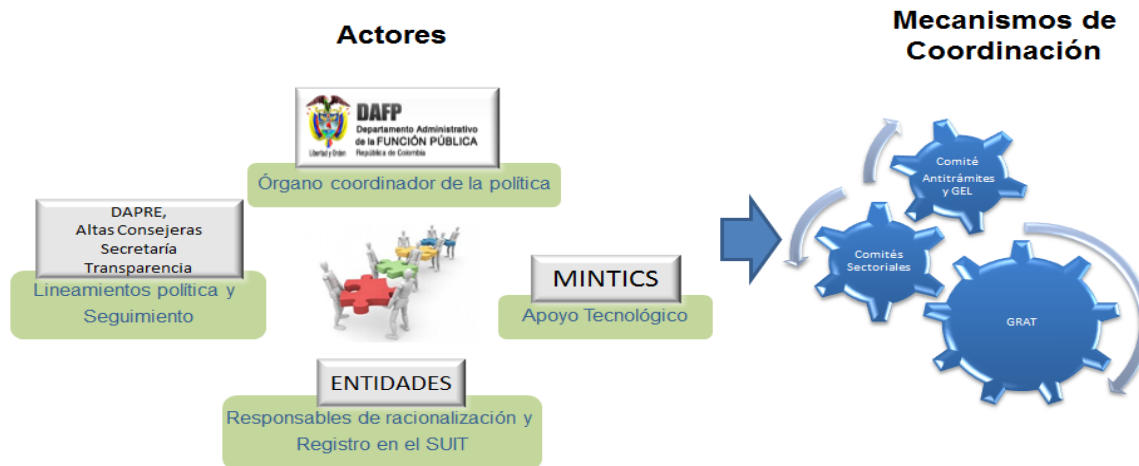 Actores
Mecanismos de
Coordinación
DAFP
Departamento Administrativo
de la FUNCIÓN PÚBLICA
República de Colombia
Libertad y Orden
Órgano coordinador de la política
DAPRE,
Altas Consejeras
Secretaría
Transparencia
Lineamientos política y
Seguimiento
MINTICS
Apoyo Tecnológico
ENTIDADES
Responsables de racionalización y
Registro en el SUIT
Comité
Antitrámites
y GEL
Comités
Sectoriales
GRAT